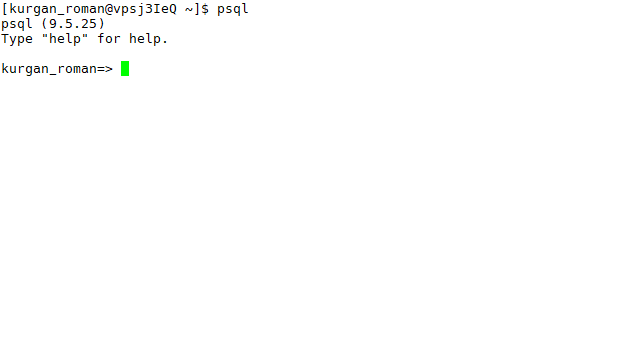 [kurgan_roman@vpsj3IeQ ~]$ psql
psql (9.5.25)
Type "help" for help.
kurgan_roman=>